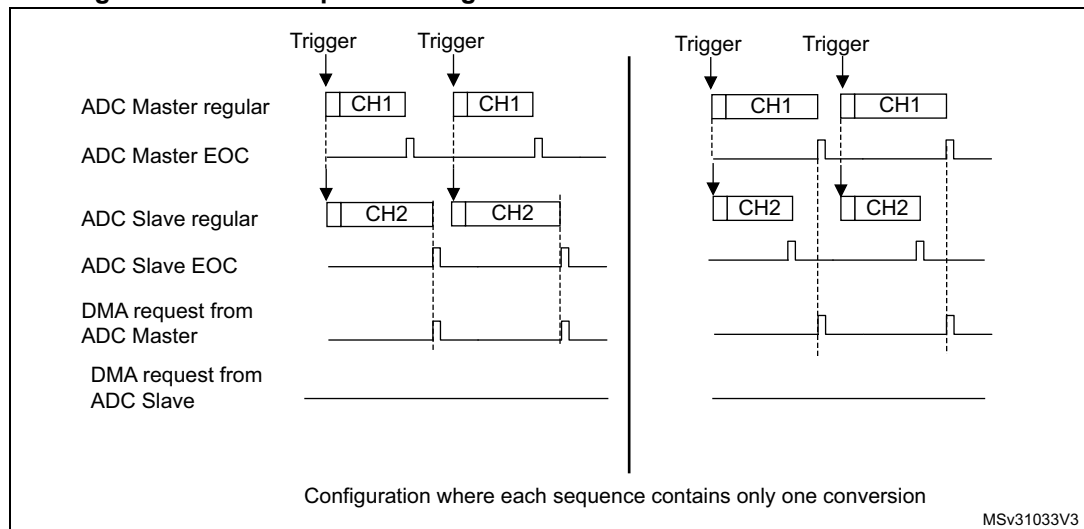 Trigger Trigger Trigger Trigger
ADC Master regular CH1 CH1 CH1 CH1
ADC Master EOC
ADC Slave regular CH2 CH2 CH2 CH2
ADC Slave EOC
DMA request from
ADC Master
DMA request from
ADC Slave
Configuration where each sequence contains only one conversion
MSv31033V3